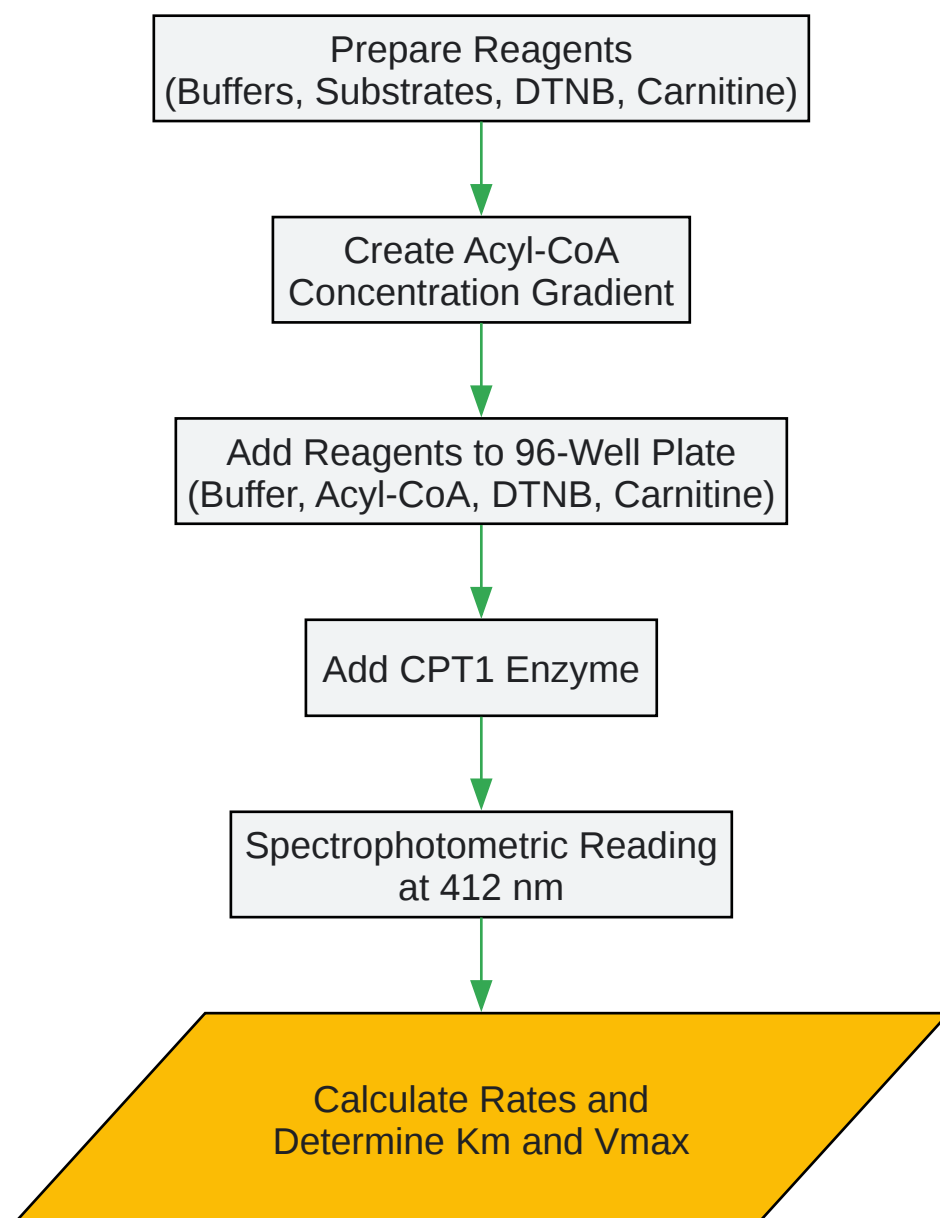 Prepare Reagents
(Buffers, Substrates, DTNB, Carnitine)
Create Acyl-CoA
Concentration Gradient
Add Reagents to 96-Well Plate
(Buffer, Acyl-CoA, DTNB, Carnitine)
Add CPT1 Enzyme
Spectrophotometric Reading
at 412 nm
Calculate Rates and
Determine Km and Vmax